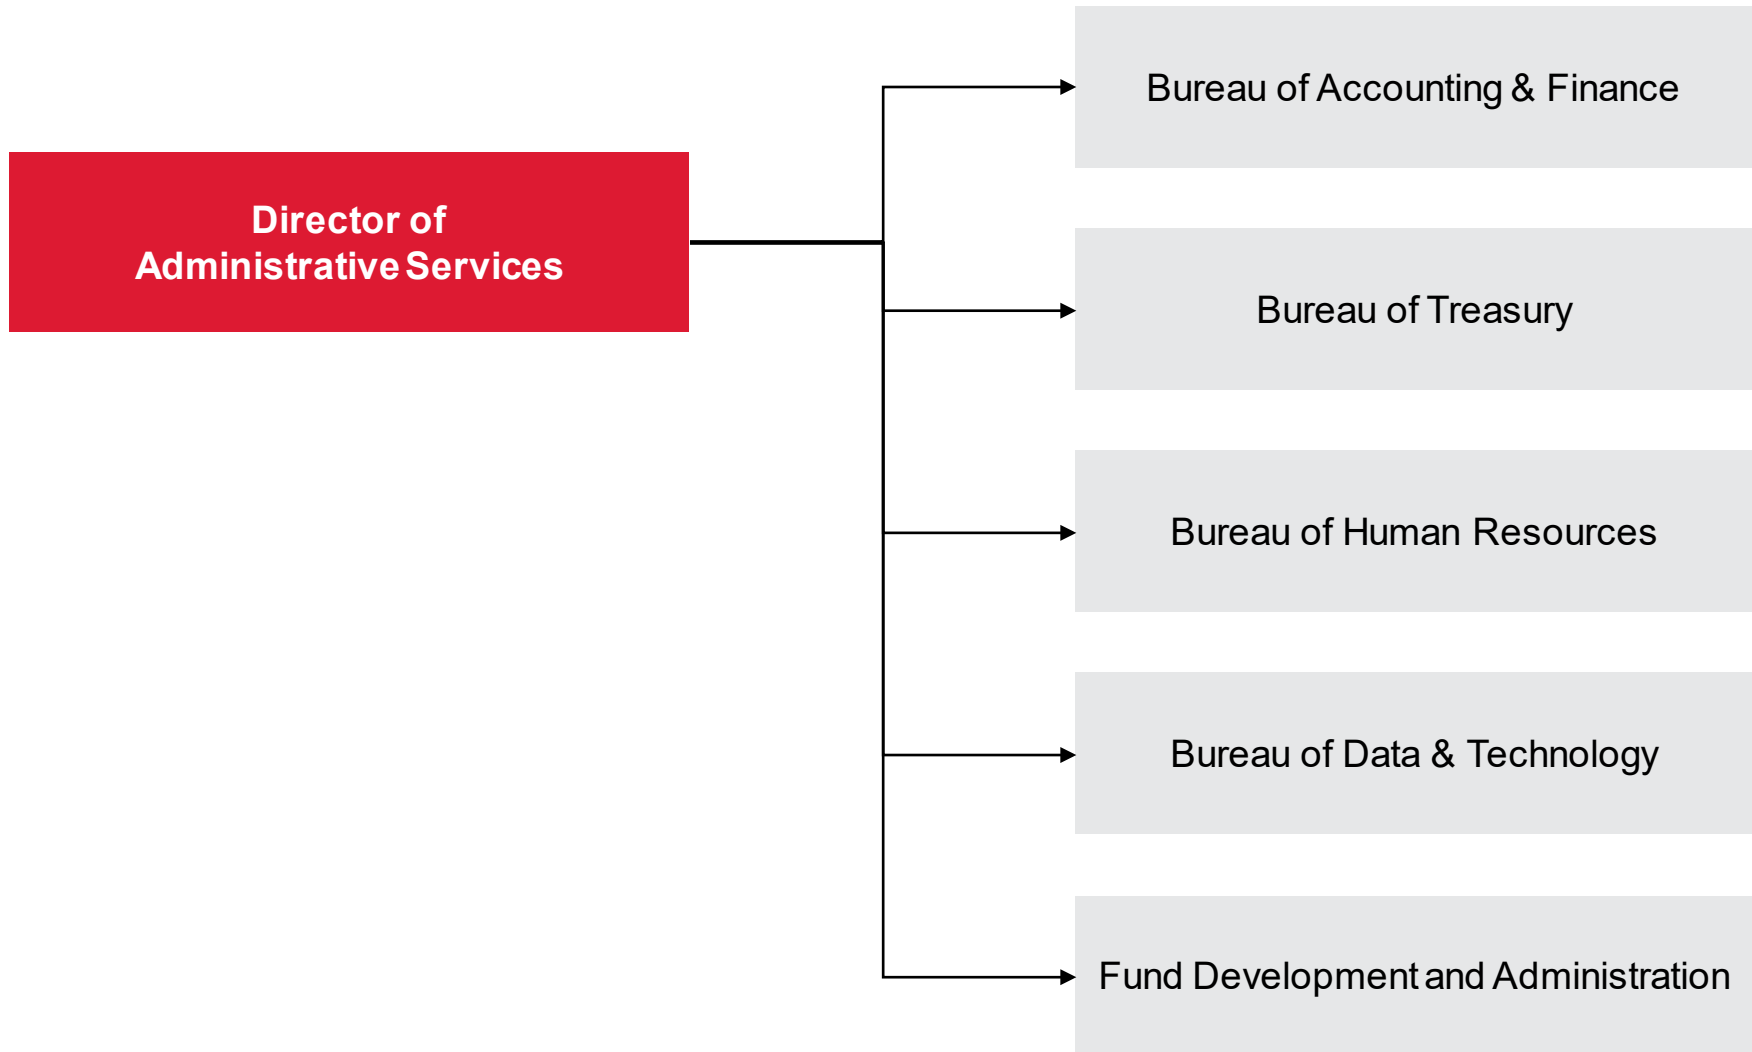 Director of
Administrative Services
Bureau of Accounting & Finance
Bureau of Treasury
Bureau of Human Resources
Bureau of Data & Technology
Fund Development and Administration